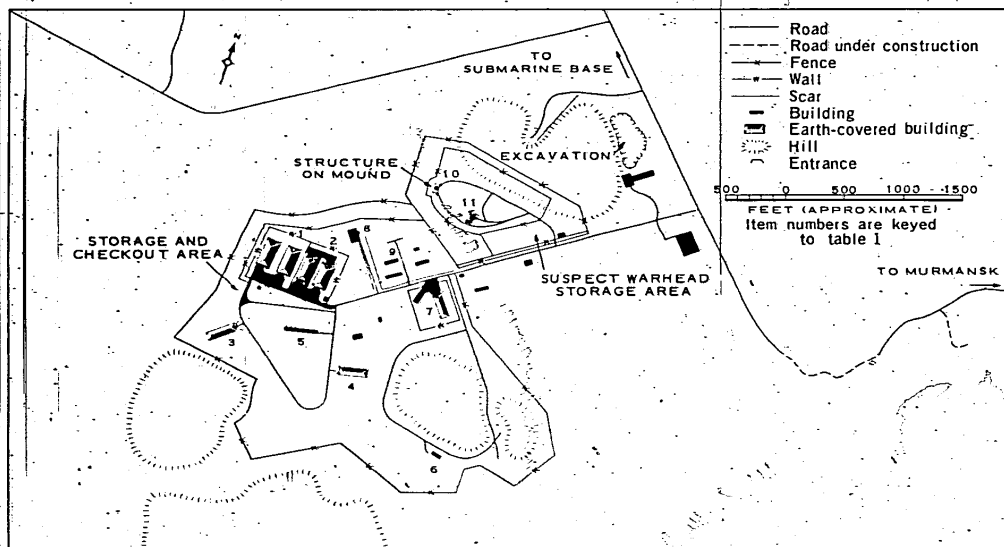 N
TO
SUBMARINE BASE
Road
Road under construction
Fence
Wall
Scar
Building
Earth-covered building
Hill
Entrance
500 0 500 1000 1500
FEET (APPROXIMATE)
Item numbers are keyed
to table 1
EXCAVATION
STRUCTURE
ON MOUND
10
11
STORAGE AND
CHECKOUT AREA
1
2
8
9
SUSPECT WARHEAD
STORAGE AREA
TO MURMANSK
7
3
5
4
6